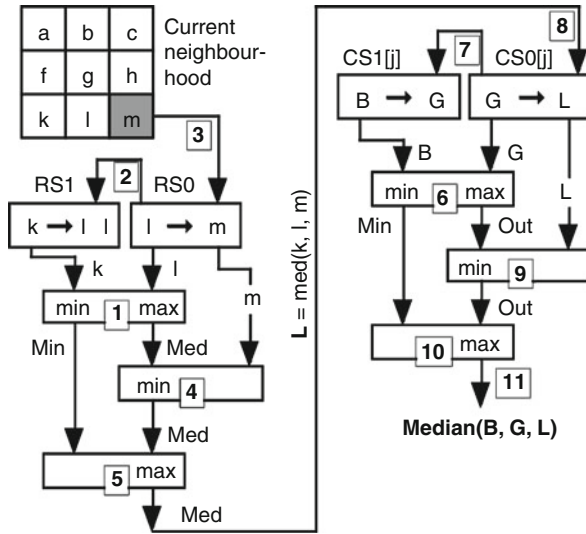 a b c
f g h
k l m
Current
neighbour-
hood
3
RS1
2
RS0
k → l l
l → m
k
l
m
min 1 max
Min
Med
min 4
Med
5 max
Med
L = med(k, l, m)
8
CS1[j]
7
CS0[j]
B → G
G → L
B
G
L
min 6 max
Min
Out
min 9
Out
10 max
11
Median(B, G, L)